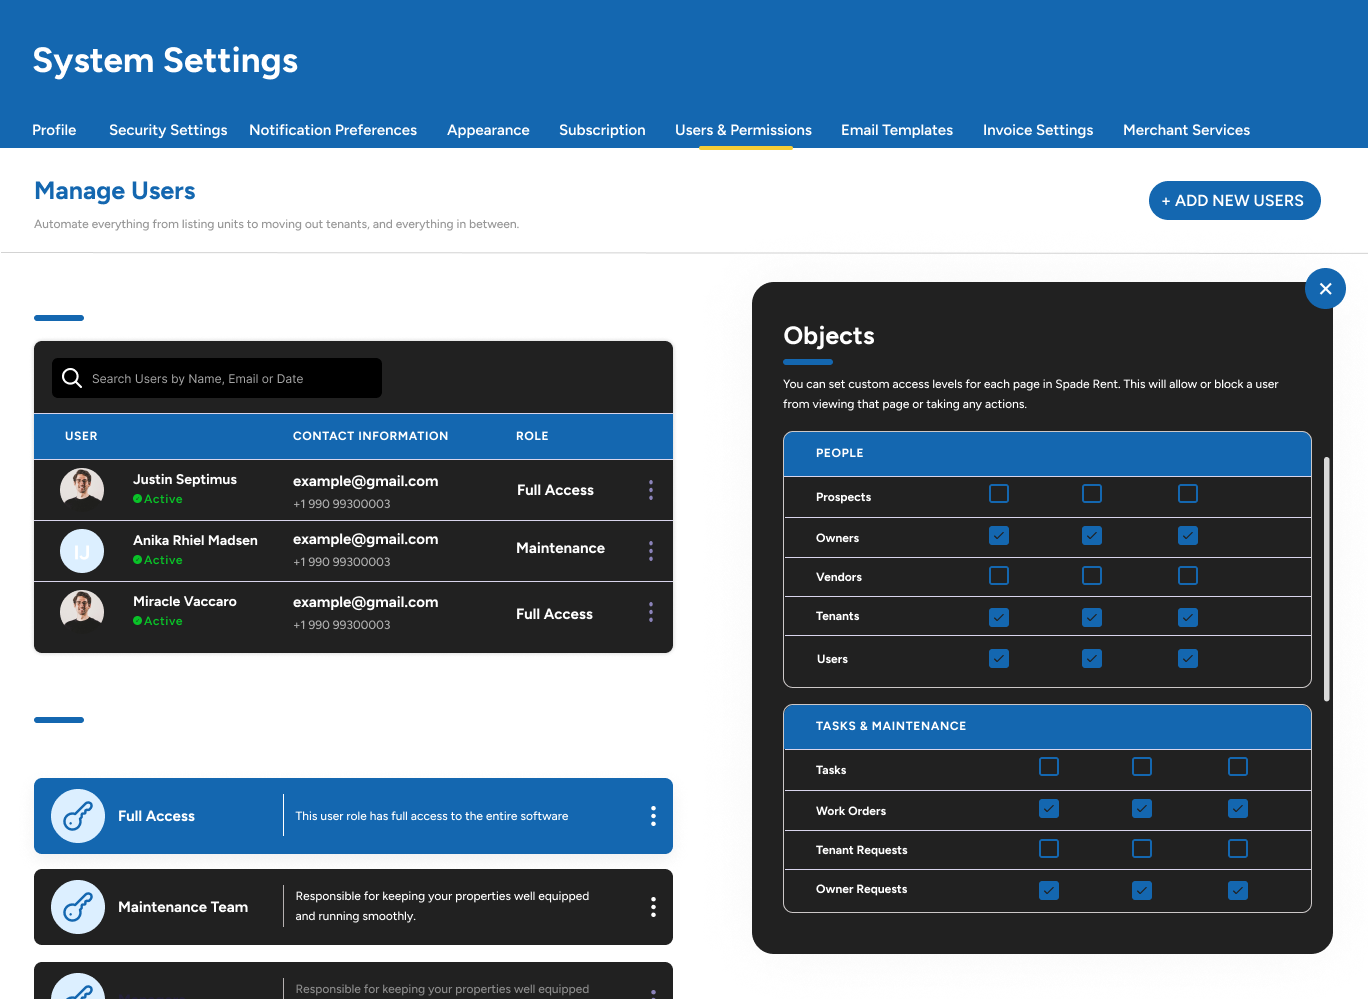 System Settings
Profile Security Settings Notification Preferences Appearance Subscription Users & Permissions Email Templates Invoice Settings Merchant Services
Manage Users
Automate everything from listing units to moving out tenants, and everything in between.
+ ADD NEW USERS
Search Users by Name, Email or Date
USER CONTACT INFORMATION ROLE
Justin Septimus
Active
example@gmail.com
+1 990 99300003
Full Access
IJ
Anika Rhiel Madsen
Active
example@gmail.com
+1 990 99300003
Maintenance
Miracle Vaccaro
Active
example@gmail.com
+1 990 99300003
Full Access
Full Access
This user role has full access to the entire software
Maintenance Team
Responsible for keeping your properties well equipped
and running smoothly.
Responsible for keeping your properties well equipped
Objects
You can set custom access levels for each page in Spade Rent. This will allow or block a user
from viewing that page or taking any actions.
PEOPLE
Prospects
Owners
Vendors
Tenants
Users
TASKS & MAINTENANCE
Tasks
Work Orders
Tenant Requests
Owner Requests